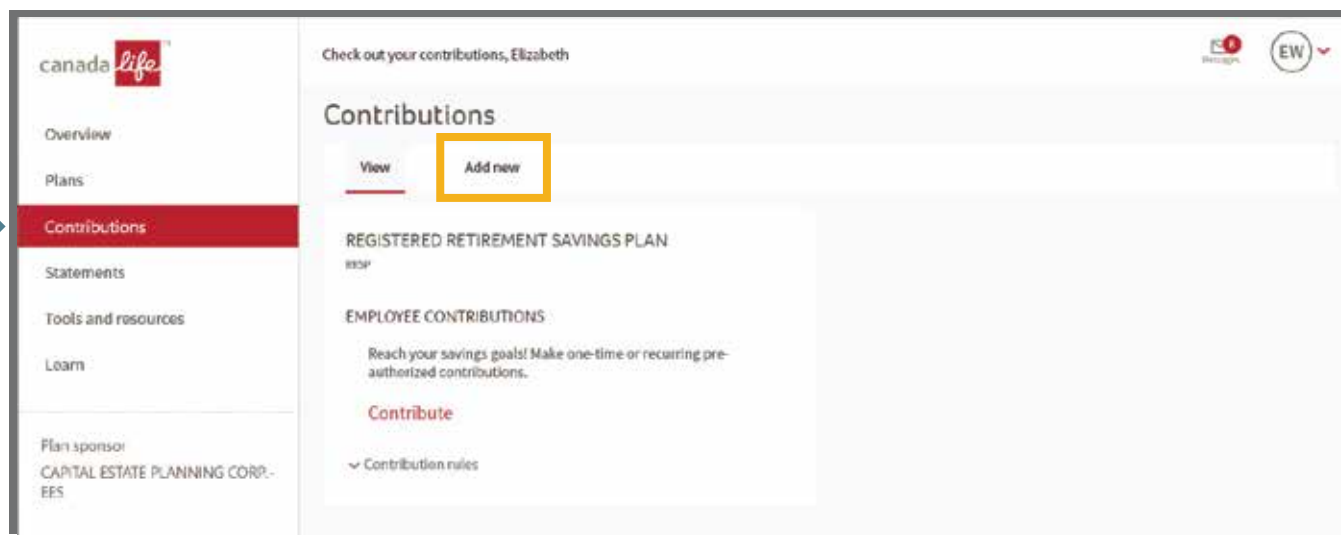 canada life
Check out your contributions, Elizabeth
Messages
EW
Overview
Plans
Contributions
Statements
Tools and resources
Learn
Plan sponsor
CAPITAL ESTATE PLANNING CORP.-
EES
Contributions
View
Add new
REGISTERED RETIREMENT SAVINGS PLAN
RRSP
EMPLOYEE CONTRIBUTIONS
Reach your savings goals! Make one-time or recurring pre-
authorized contributions.
Contribute
Contribution rules